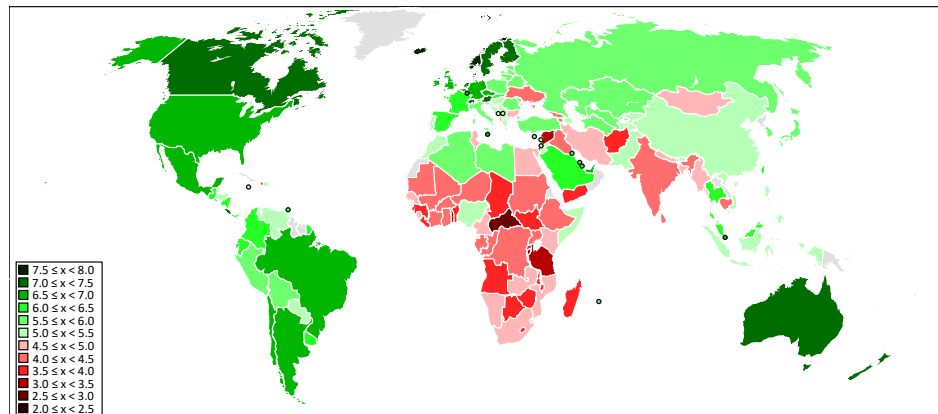 7.5 ≤ x < 8.0
7.0 ≤ x < 7.5
6.5 ≤ x < 7.0
6.0 ≤ x < 6.5
5.5 ≤ x < 6.0
5.0 ≤ x < 5.5
4.5 ≤ x < 5.0
4.0 ≤ x < 4.5
3.5 ≤ x < 4.0
3.0 ≤ x < 3.5
2.5 ≤ x < 3.0
2.0 ≤ x < 2.5